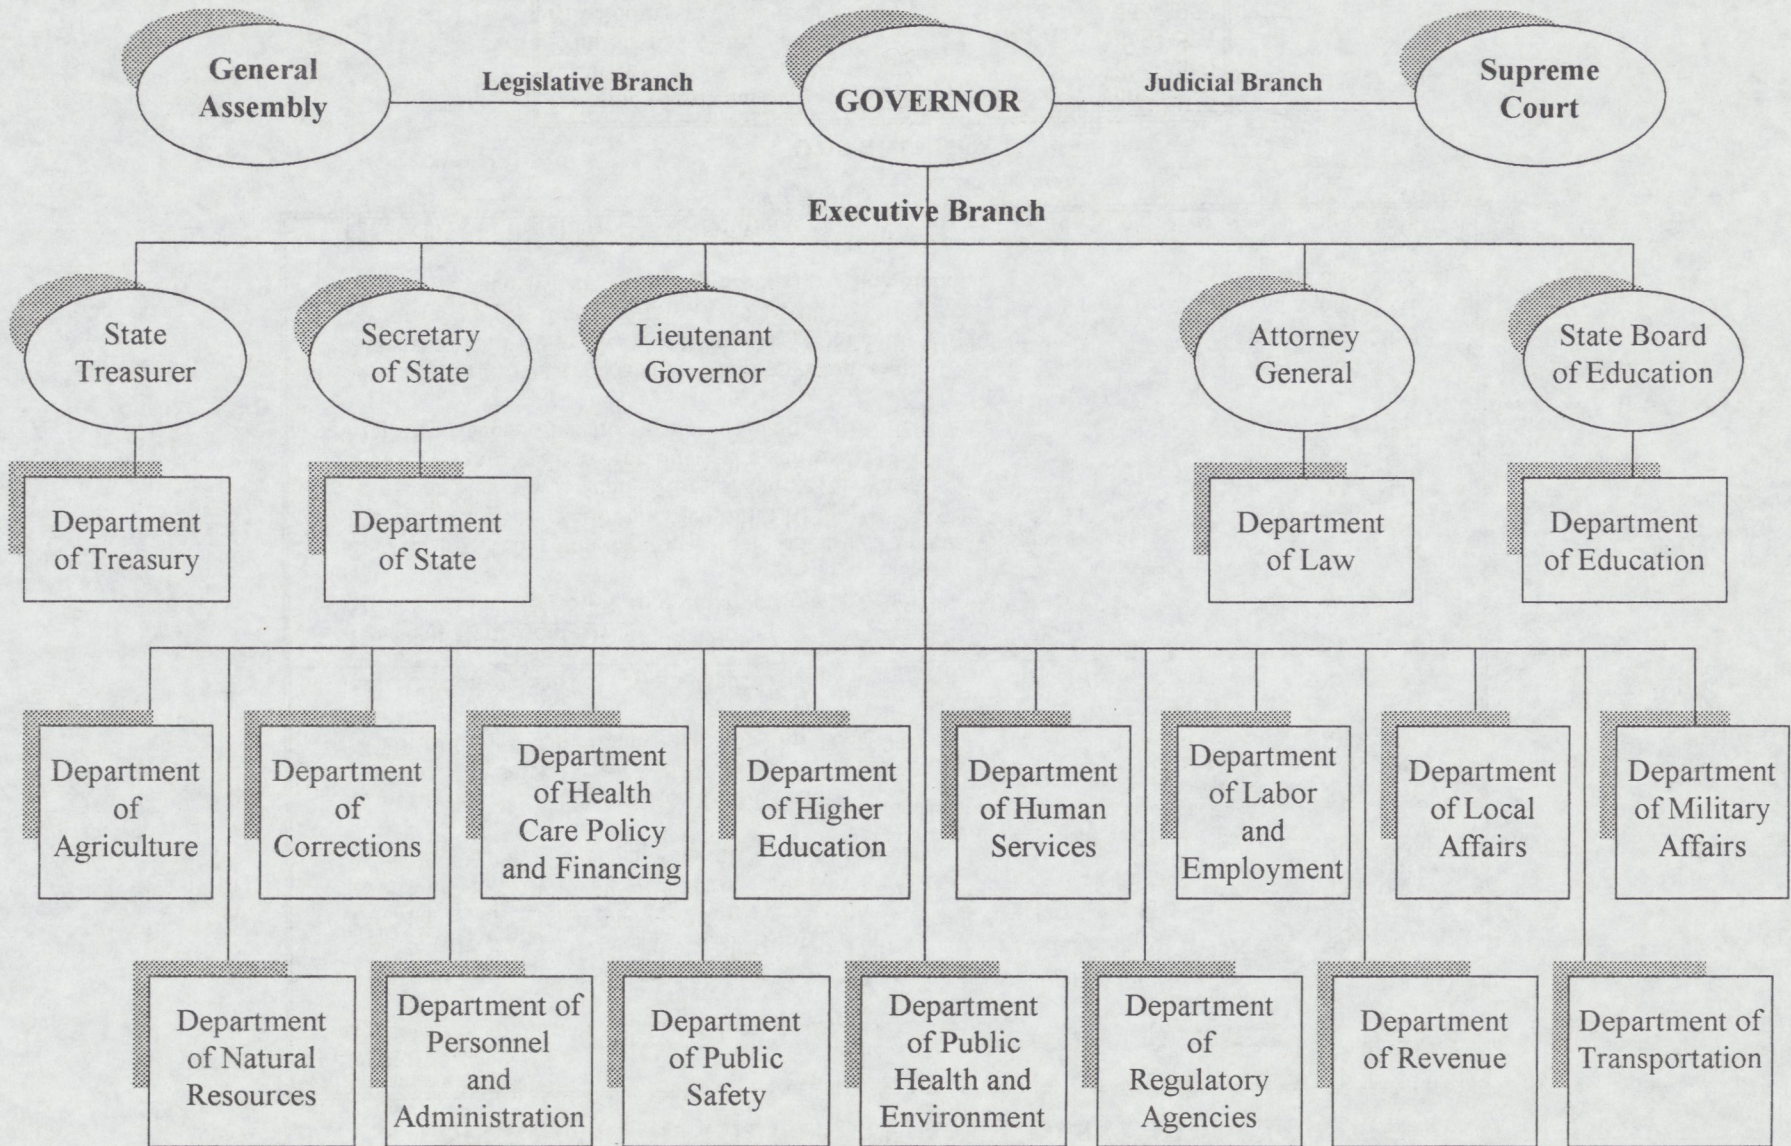 General
Assembly
Legislative Branch
GOVERNOR
Judicial Branch
Supreme
Court
Executive Branch
State
Treasurer
Secretary
of State
Lieutenant
Governor
Attorney
General
State Board
of Education
Department
of Treasury
Department
of State
Department
of Law
Department
of Education
Department
of
Agriculture
Department
of
Corrections
Department
of Health
Care Policy
and Financing
Department
of Higher
Education
Department
of Human
Services
Department
of Labor
and
Employment
Department
of Local
Affairs
Department
of Military
Affairs
Department
of Natural
Resources
Department of
Personnel
and
Administration
Department
of Public
Safety
Department
of Public
Health and
Environment
Department
of
Regulatory
Agencies
Department
of Revenue
Department of
Transportation